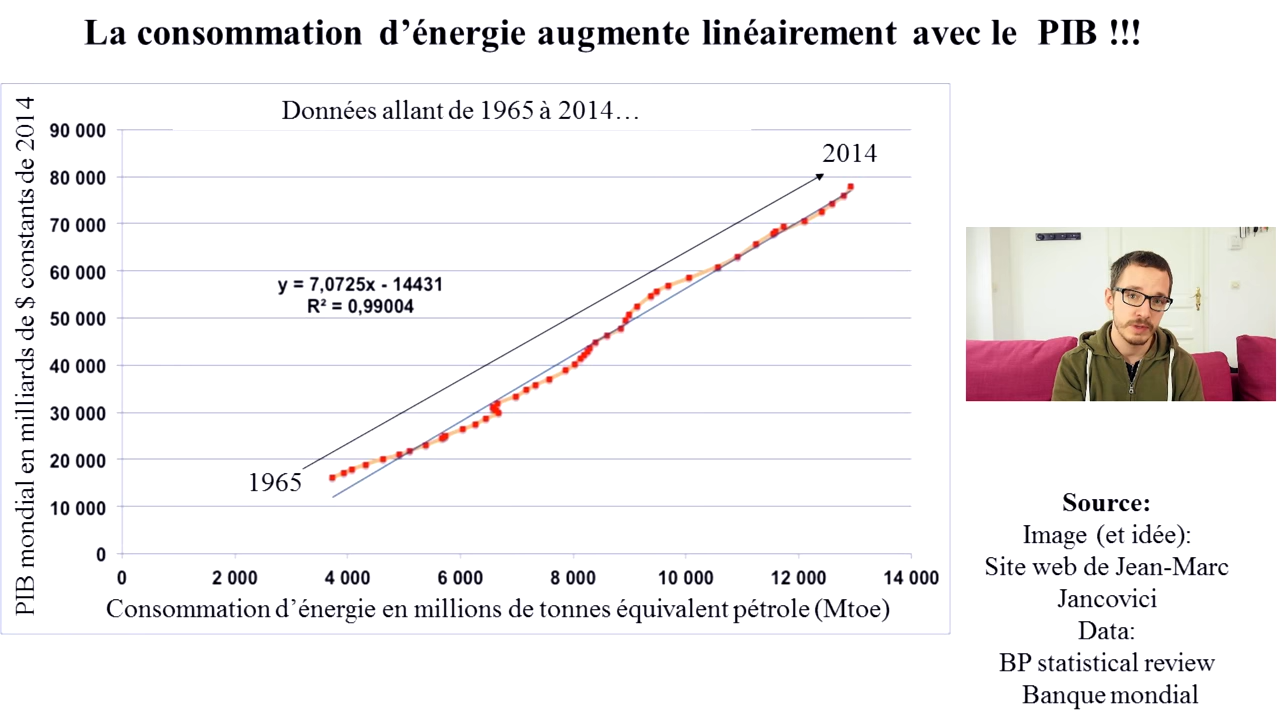 La consommation d'énergie augmente linéairement avec le PIB !!!
Données allant de 1965 à 2014…
PIB mondial en milliards de $ constants de 2014
90 000
80 000
70 000
60 000
50 000
40 000
30 000
20 000
10 000
0
2014
y = 7,0725x - 14431
R² = 0,99004
1965
0 2 000 4 000 6 000 8 000 10 000 12 000 14 000
Consommation d'énergie en millions de tonnes équivalent pétrole (Mtoe)
Source:
Image (et idée):
Site web de Jean-Marc
Jancovici
Data:
BP statistical review
Banque mondial